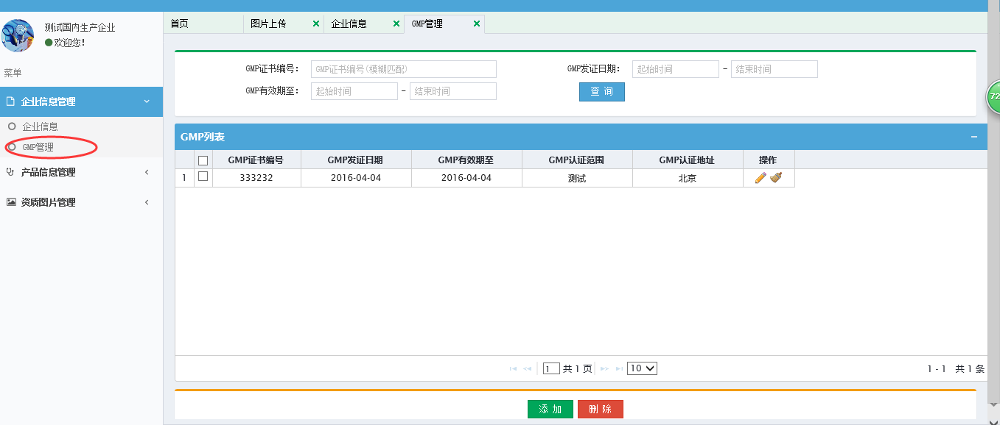 测试国内生产企业
欢迎您!
菜单
企业信息管理
企业信息
GMP管理
产品信息管理
资质图片管理
首页 图片上传 企业信息 GMP管理
GMP证书编号： GMP证书编号(模糊匹配) GMP发证日期： 起始时间 - 结束时间
GMP有效期至： 起始时间 - 结束时间 查 询
GMP列表
GMP证书编号 GMP发证日期 GMP有效期至 GMP认证范围 GMP认证地址 操作
1 333232 2016-04-04 2016-04-04 测试 北京
1 共 1 页 10 1 - 1 共 1 条
添 加 删 除
72